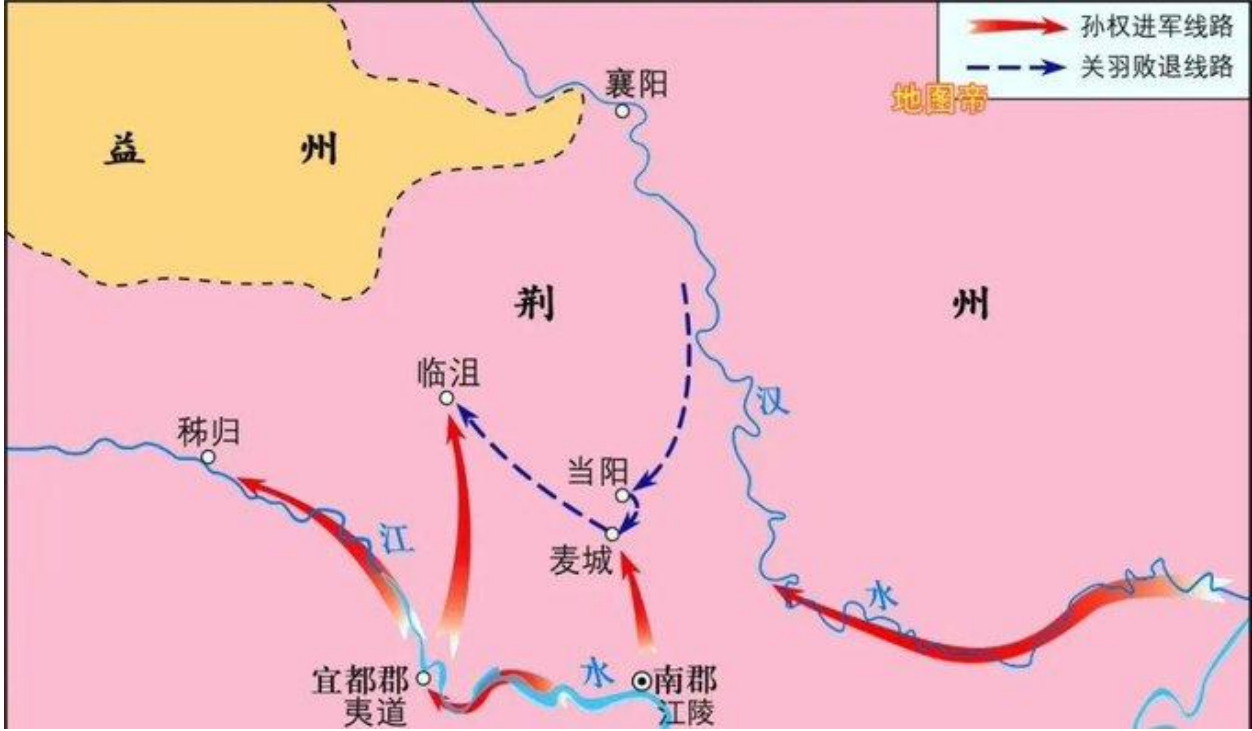 孙权进军线路
关羽败退线路
地图帝
襄阳
益州
荆州
临沮
汉
秭归
当阳
江
麦城
水
宜都郡
夷道
水
南郡
江陵